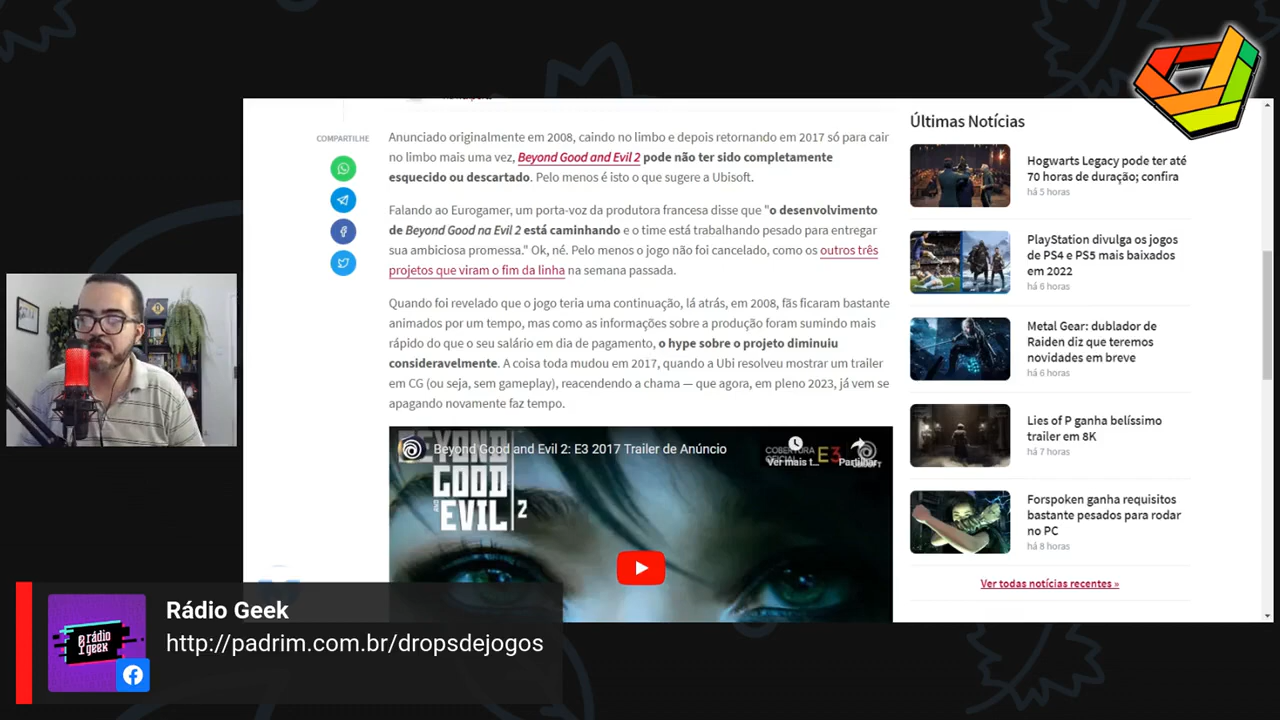 COMPARTILHE
Anunciado originalmente em 2008, caindo no limbo e depois retornando em 2017 só para cair
no limbo mais uma vez, Beyond Good and Evil 2 pode não ter sido completamente
esquecido ou descartado. Pelo menos é isto o que sugere a Ubisoft.
Falando ao Eurogamer, um porta-voz da produtora francesa disse que "o desenvolvimento
de Beyond Good na Evil 2 está caminhando e o time está trabalhando pesado para entregar
sua ambiciosa promessa." Ok, né. Pelo menos o jogo não foi cancelado, como os outros três
projetos que viram o fim da linha na semana passada.
Quando foi revelado que o jogo teria uma continuação, lá atrás, em 2008, fãs ficaram bastante
animados por um tempo, mas como as informações sobre a produção foram sumindo mais
rápido do que o seu salário em dia de pagamento, o hype sobre o projeto diminuiu
consideravelmente. A coisa toda mudou em 2017, quando a Ubi resolveu mostrar um trailer
em CG (ou seja, sem gameplay), reacendendo a chama — que agora, em pleno 2023, já vem se
apagando novamente faz tempo.
Beyond Good and Evil 2: E3 2017 Trailer de Anúncio
COBERTURA
E3
Ver mais t...
Partilhar
BEYOND
GOOD
AND
EVIL 2
Últimas Notícias
Hogwarts Legacy pode ter até
70 horas de duração; confira
há 5 horas
PlayStation divulga os jogos
de PS4 e PS5 mais baixados
em 2022
há 6 horas
Metal Gear: dublador de
Raiden diz que teremos
novidades em breve
há 6 horas
Lies of P ganha belíssimo
trailer em 8K
há 7 horas
Forspoken ganha requisitos
bastante pesados para rodar
no PC
há 8 horas
Ver todas notícias recentes »
rádio
geek
Rádio Geek
http://padrim.com.br/dropsdejogos